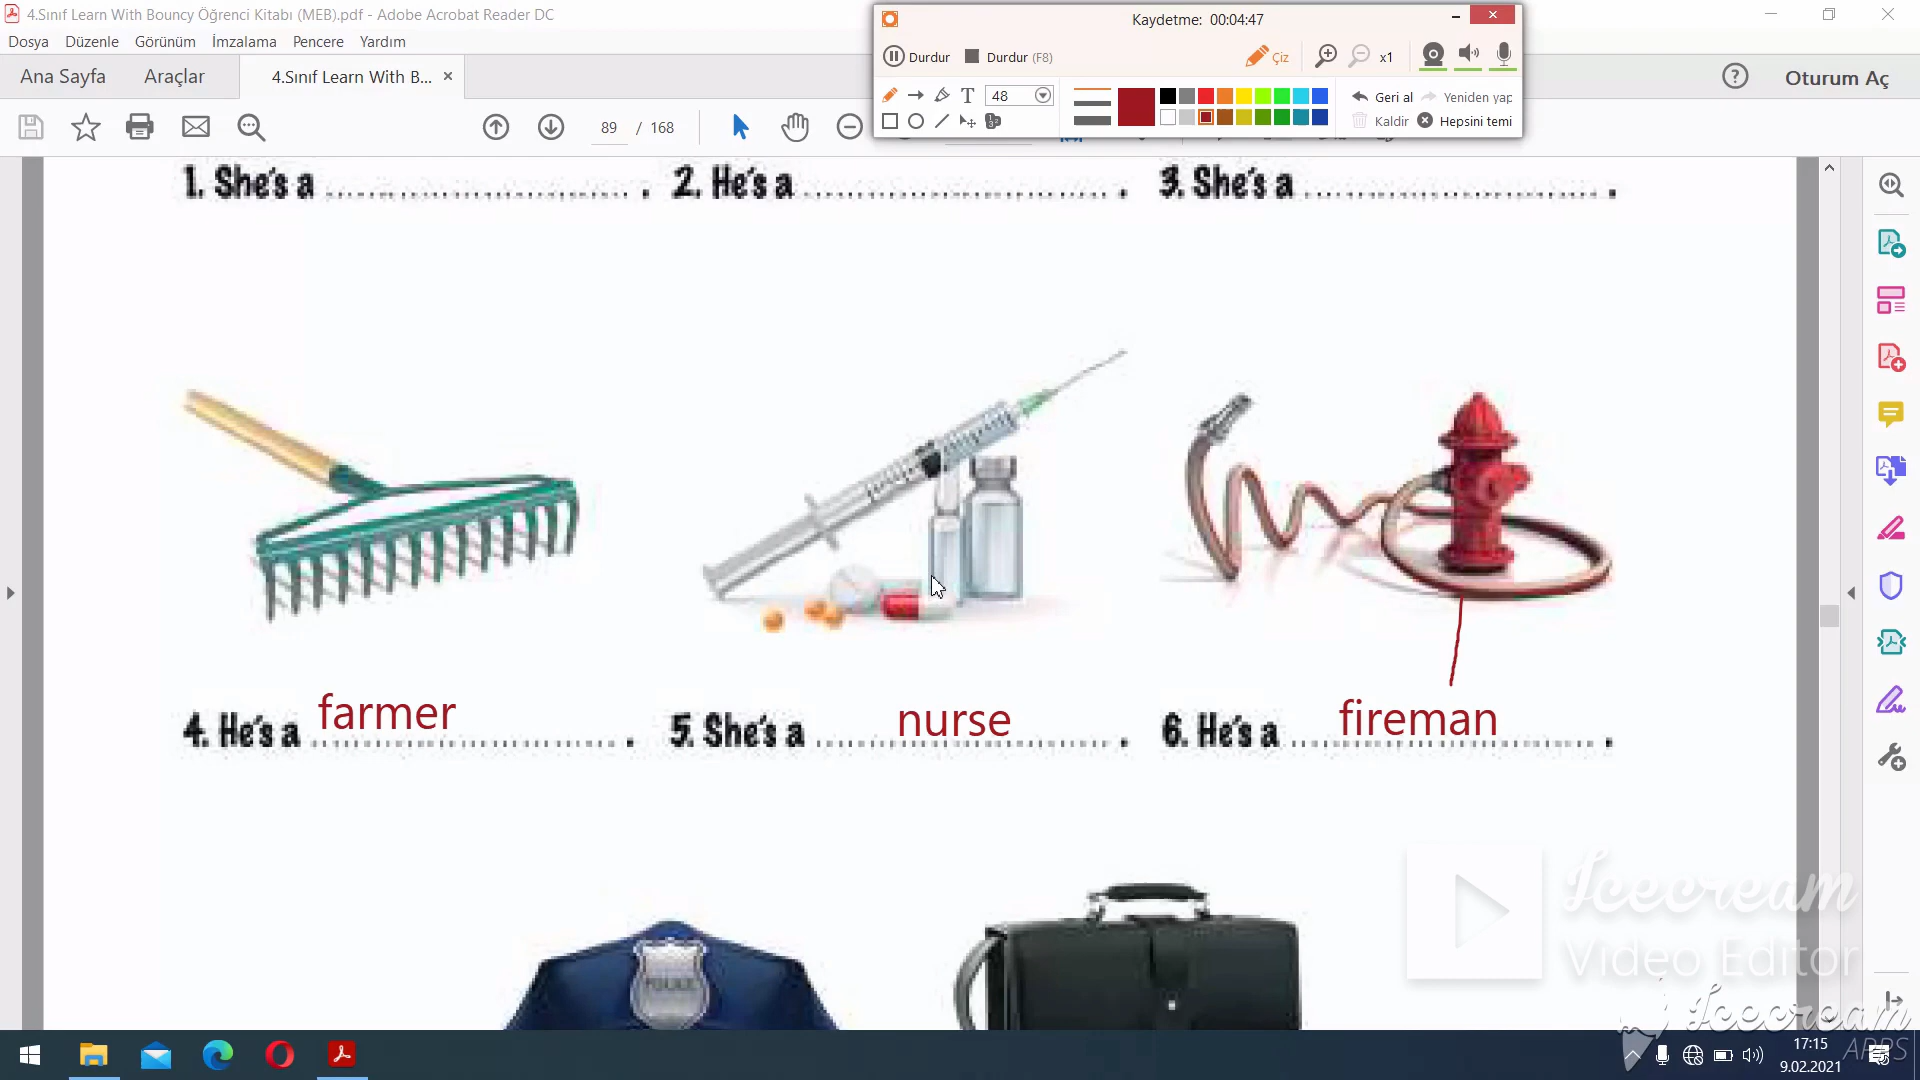 4.Sınıf Learn With Bouncy Öğrenci Kitabı (MEB).pdf - Adobe Acrobat Reader DC
Dosya Düzenle Görünüm İmzalama Pencere Yardım
Ana Sayfa Araçlar 4.Sınıf Learn With B... Oturum Aç
89 / 168
Kaydetme: 00:04:47
Durdur Durdur (F8) Çiz x1
48 Geri al Yeniden yap
Kaldir Hepsini temi
1. She's a .............................. . 2. He's a .............................. . 3. She's a .............................. .
4. He's a farmer .............................. . 5. She's a nurse .............................. . 6. He's a fireman .............................. .
POLICE
Icecream
Video Editor
Icecream
APPS
17:15
9.02.2021